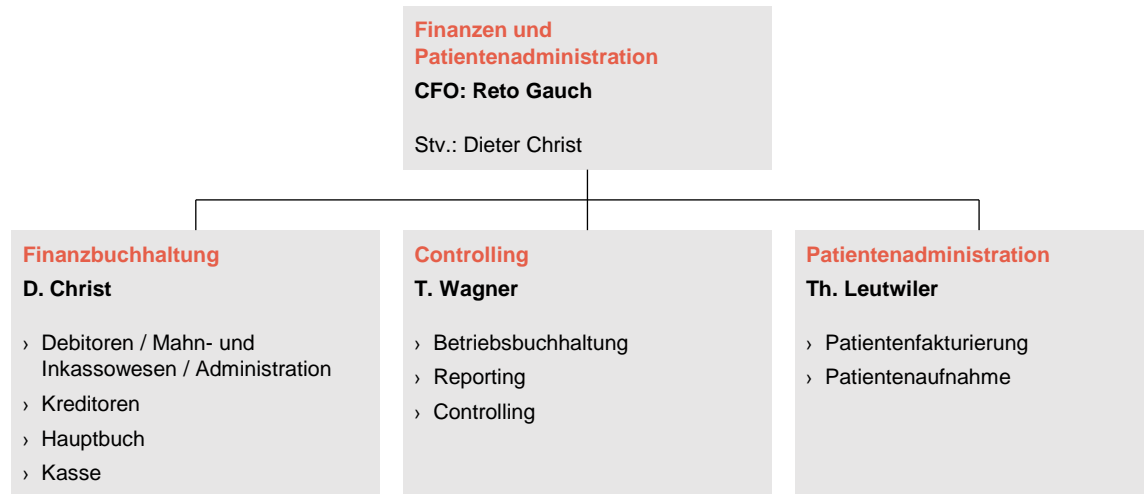 Finanzen und
Patientenadministration
CFO: Reto Gauch
Stv.: Dieter Christ
Finanzbuchhaltung
D. Christ
› Debitoren / Mahn- und
Inkassowesen / Administration
› Kreditoren
› Hauptbuch
› Kasse
Controlling
T. Wagner
› Betriebsbuchhaltung
› Reporting
› Controlling
Patientenadministration
Th. Leutwiler
› Patientenfakturierung
› Patientenaufnahme